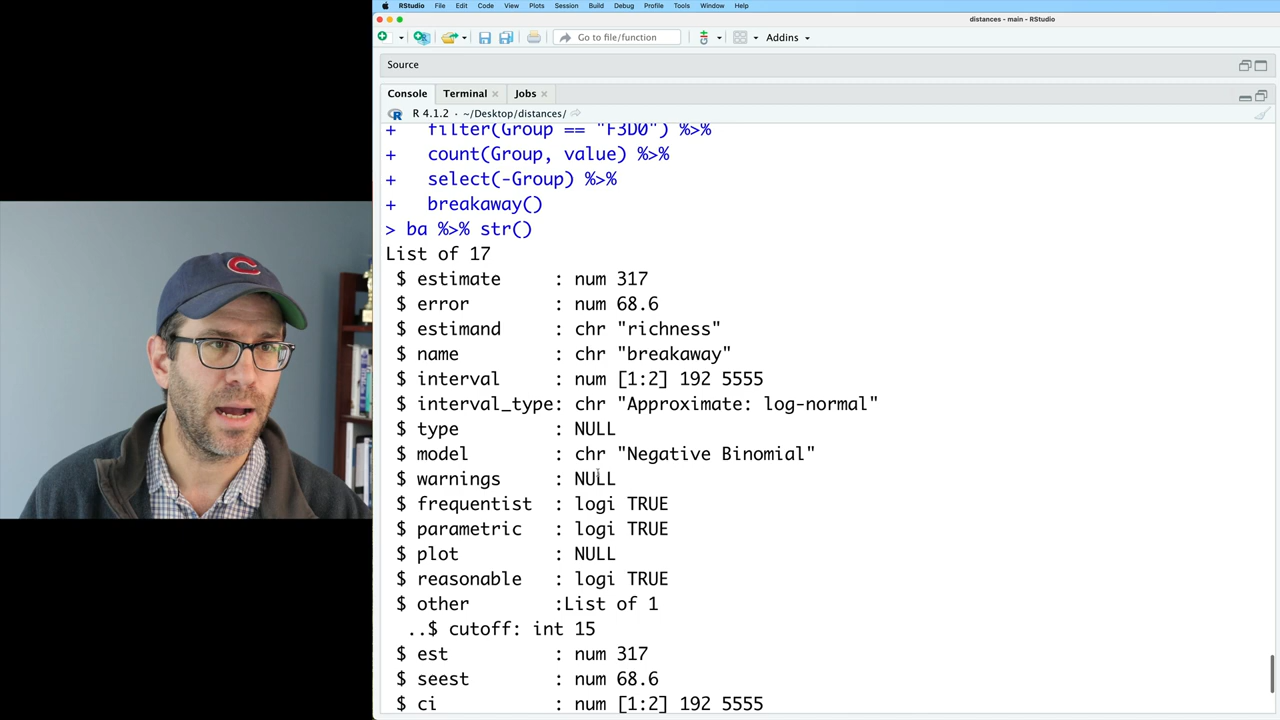 RStudio File Edit Code View Plots Session Build Debug Profile Tools Window Help
distances - main - RStudio
Go to file/function Addins
Source
Console Terminal Jobs
R 4.1.2 · ~/Desktop/distances/
+   filter(Group == "F3D0") %>%
+   count(Group, value) %>%
+   select(-Group) %>%
+   breakaway()
> ba %>% str()
List of 17
 $ estimate     : num 317
 $ error        : num 68.6
 $ estimand     : chr "richness"
 $ name         : chr "breakaway"
 $ interval     : num [1:2] 192 5555
 $ interval_type: chr "Approximate: log-normal"
 $ type         : NULL
 $ model        : chr "Negative Binomial"
 $ warnings     : NULL
 $ frequentist  : logi TRUE
 $ parametric   : logi TRUE
 $ plot         : NULL
 $ reasonable   : logi TRUE
 $ other        :List of 1
  ..$ cutoff: int 15
 $ est          : num 317
 $ seest        : num 68.6
 $ ci           : num [1:2] 192 5555
C